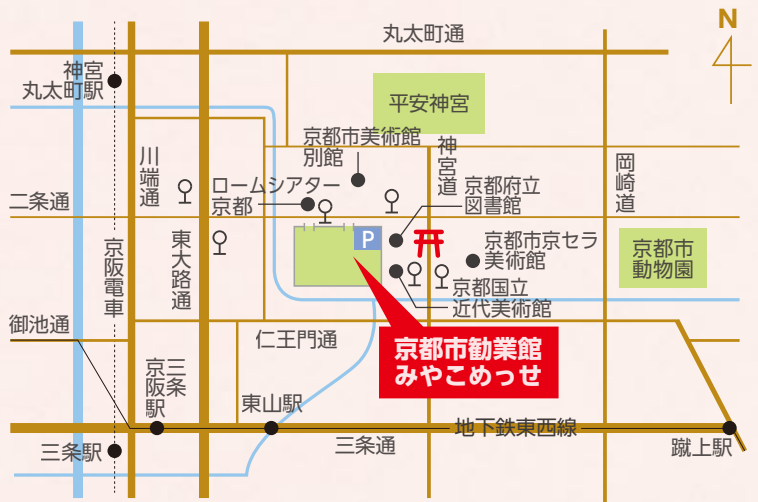 N
丸太町通
神宮
丸太町駅
平安神宮
京都市美術館
別館
神宮道
川端通
岡崎道
ロームシアター
京都
京都府立
図書館
二条通
東大路通
P
京都市京セラ
美術館
京都市
動物園
京阪電車
京都国立
近代美術館
御池通
仁王門通
京都市勧業館
みやこめっせ
三条
京阪駅
東山駅
地下鉄東西線
三条駅
三条通
蹴上駅